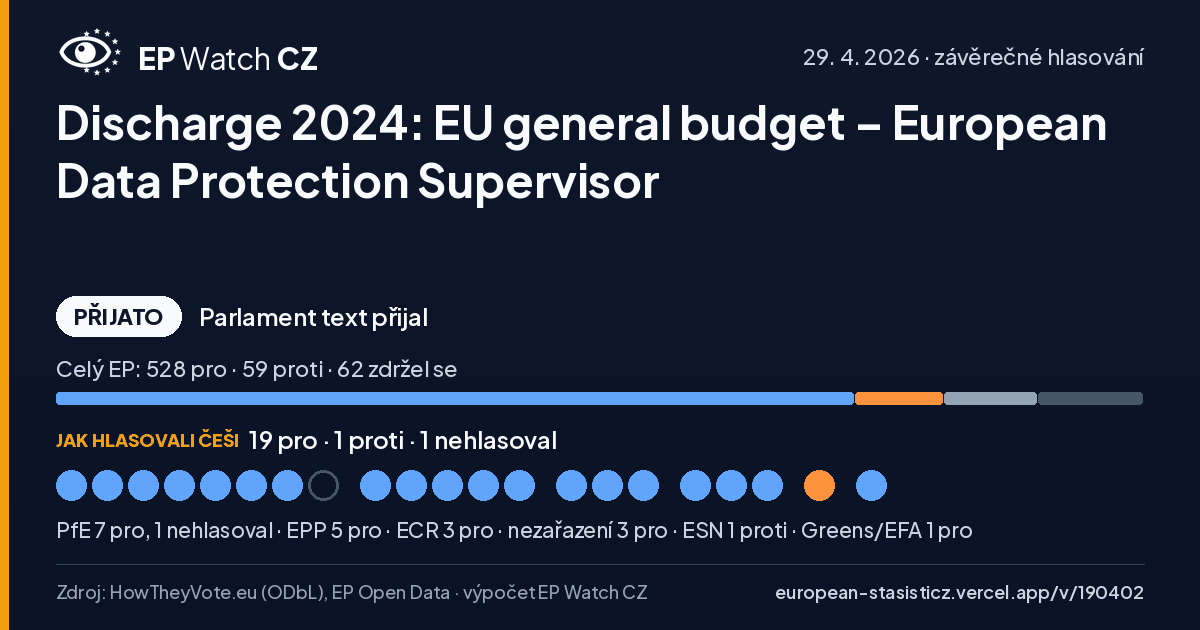 EP Watch CZ
29. 4. 2026 · závěrečné hlasování
Discharge 2024: EU general budget – European
Data Protection Supervisor
PŘIJATO
Parlament text přijal
Celý EP: 528 pro · 59 proti · 62 zdržel se
JAK HLASOVALI ČEŠI 19 pro · 1 proti · 1 nehlasoval
PfE 7 pro, 1 nehlasoval · EPP 5 pro · ECR 3 pro · nezařazení 3 pro · ESN 1 proti · Greens/EFA 1 pro
Zdroj: HowTheyVote.eu (ODbL), EP Open Data · výpočet EP Watch CZ
european-stasisticz.vercel.app/v/190402